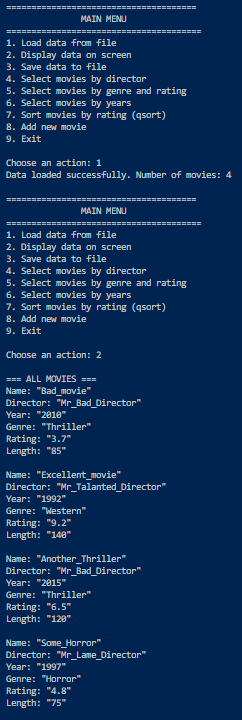 ======================================
MAIN MENU
=======================================
1. Load data from file
2. Display data on screen
3. Save data to file
4. Select movies by director
5. Select movies by genre and rating
6. Select movies by years
7. Sort movies by rating (qsort)
8. Add new movie
9. Exit
Choose an action: 1
Data loaded successfully. Number of movies: 4
======================================
MAIN MENU
=======================================
1. Load data from file
2. Display data on screen
3. Save data to file
4. Select movies by director
5. Select movies by genre and rating
6. Select movies by years
7. Sort movies by rating (qsort)
8. Add new movie
9. Exit
Choose an action: 2
=== ALL MOVIES ===
Name: "Bad_movie"
Director: "Mr_Bad_Director"
Year: "2010"
Genre: "Thriller"
Rating: "3.7"
Length: "85"
Name: "Excellent_movie"
Director: "Mr_Talanted_Director"
Year: "1992"
Genre: "Western"
Rating: "9.2"
Length: "140"
Name: "Another_Thriller"
Director: "Mr_Bad_Director"
Year: "2015"
Genre: "Thriller"
Rating: "6.5"
Length: "120"
Name: "Some_Horror"
Director: "Mr_Lame_Director"
Year: "1997"
Genre: "Horror"
Rating: "4.8"
Length: "75"